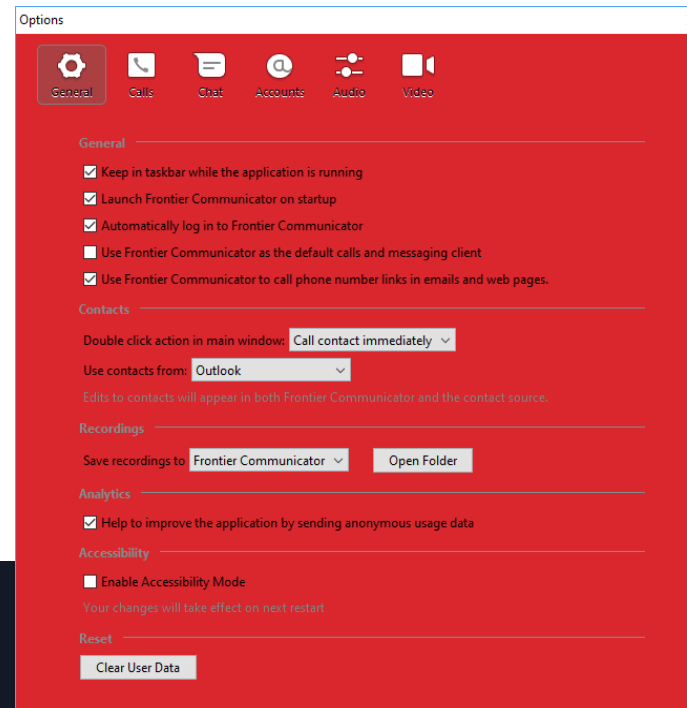 Options
General Calls Chat Accounts Audio Video
General
Keep in taskbar while the application is running
Launch Frontier Communicator on startup
Automatically log in to Frontier Communicator
Use Frontier Communicator as the default calls and messaging client
Use Frontier Communicator to call phone number links in emails and web pages.
Contacts
Double click action in main window: Call contact immediately
Use contacts from: Outlook
Edits to contacts will appear in both Frontier Communicator and the contact source.
Recordings
Save recordings to Frontier Communicator Open Folder
Analytics
Help to improve the application by sending anonymous usage data
Accessibility
Enable Accessibility Mode
Your changes will take effect on next restart
Reset
Clear User Data